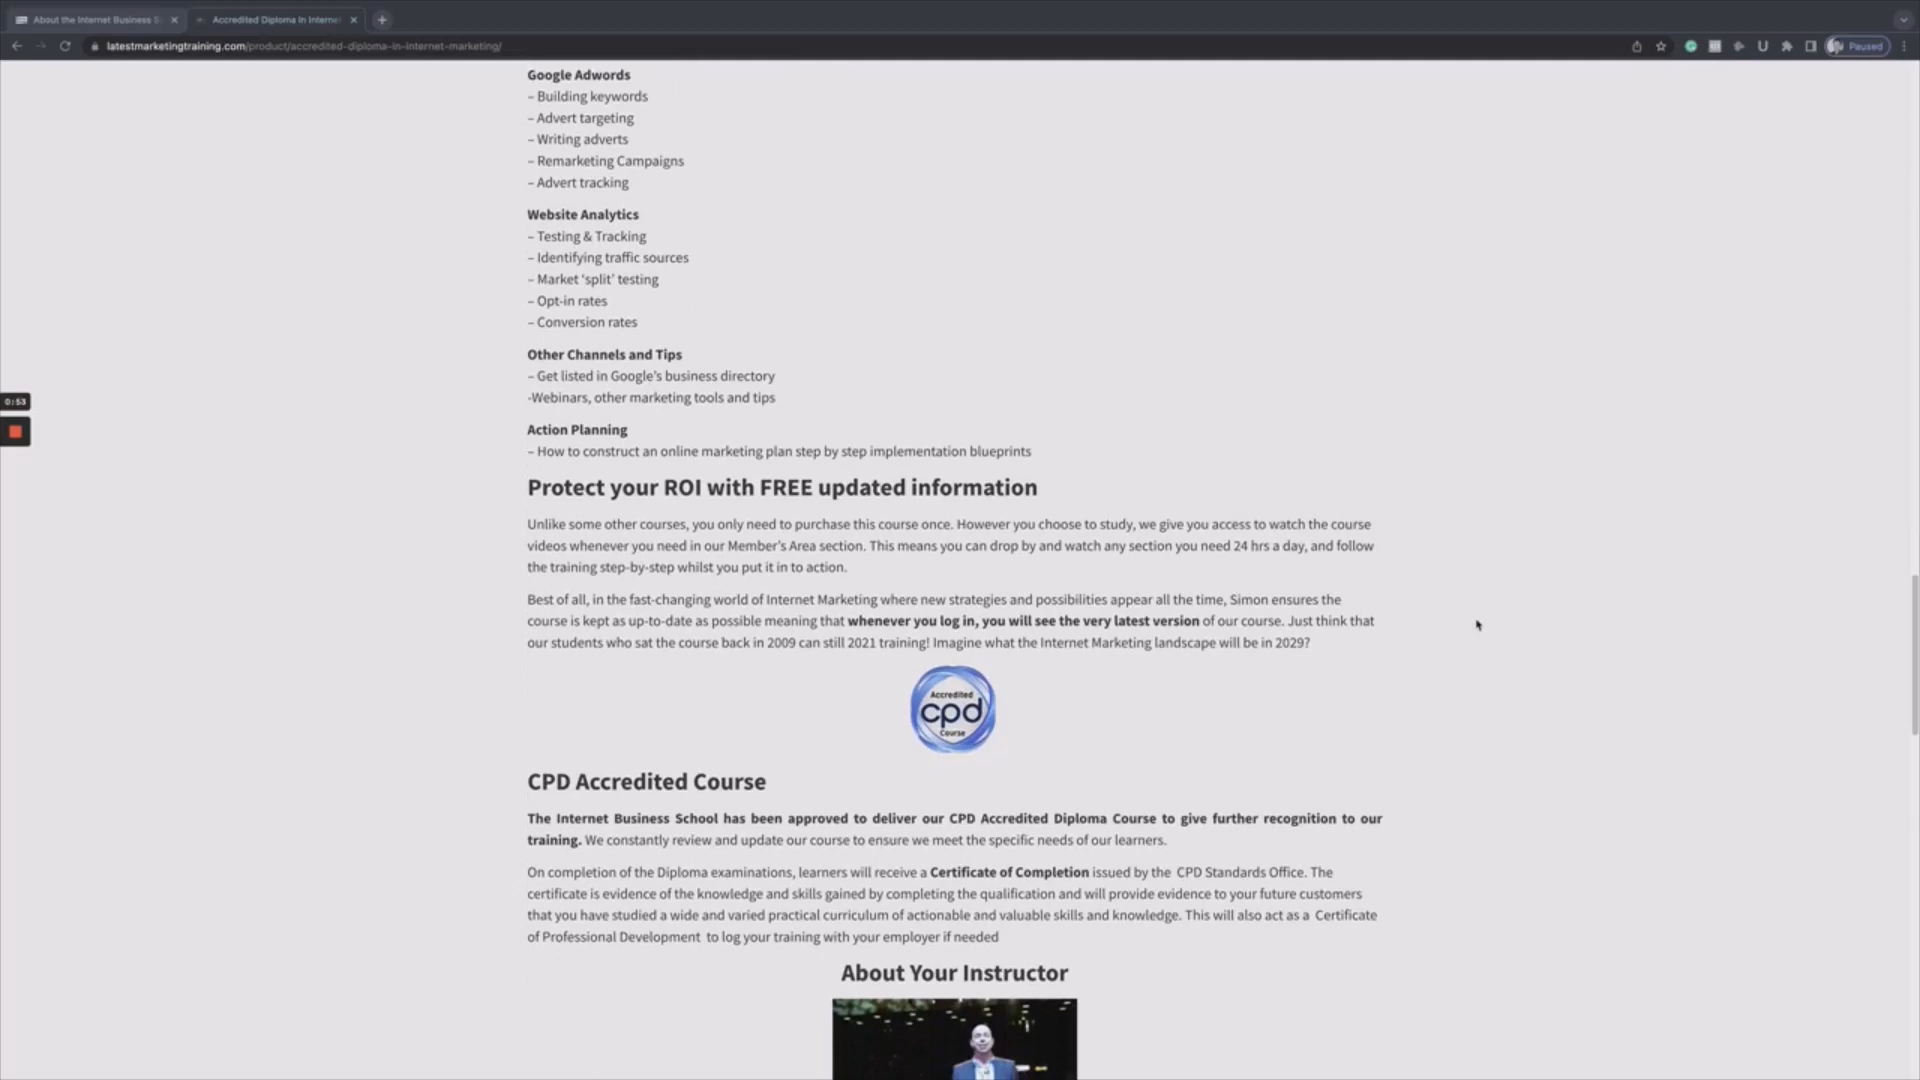 About the Internet Business S
Accredited Diploma In Interne
latestmarketingtraining.com/product/accredited-diploma-in-internet-marketing/
Paused
Google Adwords
– Building keywords
– Advert targeting
– Writing adverts
– Remarketing Campaigns
– Advert tracking
Website Analytics
– Testing & Tracking
– Identifying traffic sources
– Market ‘split’ testing
– Opt-in rates
– Conversion rates
Other Channels and Tips
– Get listed in Google’s business directory
-Webinars, other marketing tools and tips
0:53
Action Planning
– How to construct an online marketing plan step by step implementation blueprints
Protect your ROI with FREE updated information
Unlike some other courses, you only need to purchase this course once. However you choose to study, we give you access to watch the course
videos whenever you need in our Member’s Area section. This means you can drop by and watch any section you need 24 hrs a day, and follow
the training step-by-step whilst you put it in to action.
Best of all, in the fast-changing world of Internet Marketing where new strategies and possibilities appear all the time, Simon ensures the
course is kept as up-to-date as possible meaning that whenever you log in, you will see the very latest version of our course. Just think that
our students who sat the course back in 2009 can still 2021 training! Imagine what the Internet Marketing landscape will be in 2029?
Accredited
cpd
Course
CPD Accredited Course
The Internet Business School has been approved to deliver our CPD Accredited Diploma Course to give further recognition to our
training. We constantly review and update our course to ensure we meet the specific needs of our learners.
On completion of the Diploma examinations, learners will receive a Certificate of Completion issued by the CPD Standards Office. The
certificate is evidence of the knowledge and skills gained by completing the qualification and will provide evidence to your future customers
that you have studied a wide and varied practical curriculum of actionable and valuable skills and knowledge. This will also act as a Certificate
of Professional Development to log your training with your employer if needed
About Your Instructor